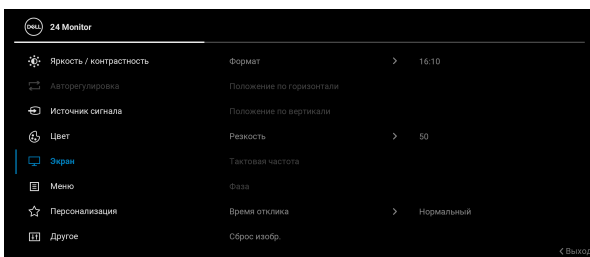 DELL 24 Monitor
Яркость / контрастность Формат 16:10
Авторегулировка Положение по горизонтали
Источник сигнала Положение по вертикали
Цвет Резкость 50
Экран Тактовая частота
Меню Фаза
Персонализация Время отклика Нормальный
Другое Сброс изобр.
Выход